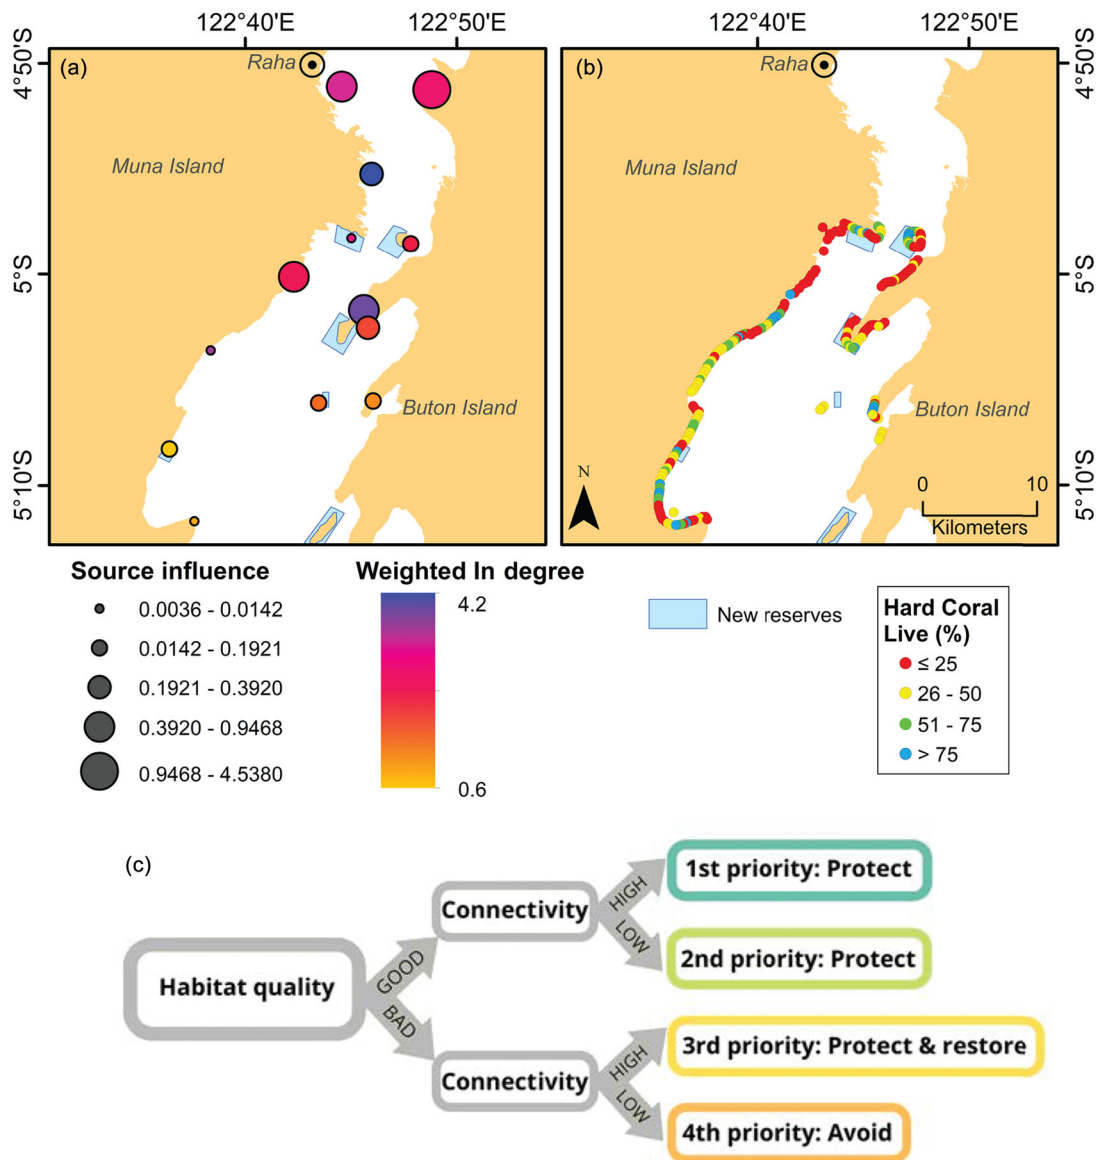 122°40'E 122°50'E 122°40'E 122°50'E
(a) Raha (b) Raha
4°50'S 4°50'S
Muna Island Muna Island
5°S 5°S
Buton Island Buton Island
5°10'S 5°10'S
N
0 10
Kilometers
Source influence
0.0036 - 0.0142
0.0142 - 0.1921
0.1921 - 0.3920
0.3920 - 0.9468
0.9468 - 4.5380
Weighted In degree
4.2
0.6
New reserves
Hard Coral
Live (%)
≤ 25
26 - 50
51 - 75
> 75
(c)
Habitat quality
GOOD
BAD
Connectivity
HIGH
LOW
1st priority: Protect
2nd priority: Protect
Connectivity
HIGH
LOW
3rd priority: Protect & restore
4th priority: Avoid